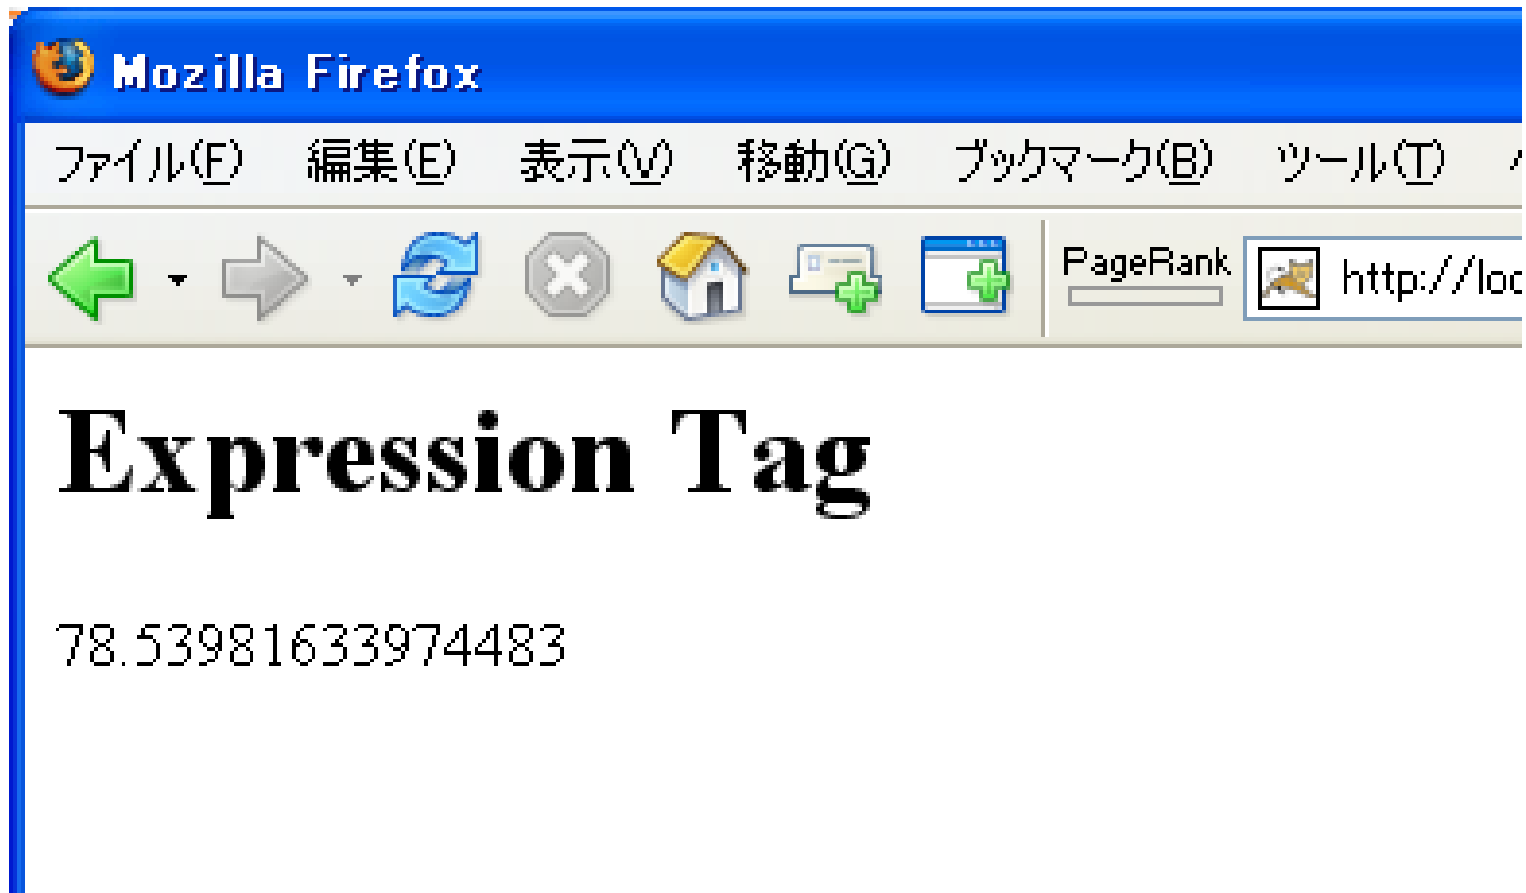 Mozilla Firefox
ファイル(F) 編集(E) 表示(V) 移動(G) ブックマーク(B) ツール(T)
PageRank http://loc
Expression Tag
78.53981633974483